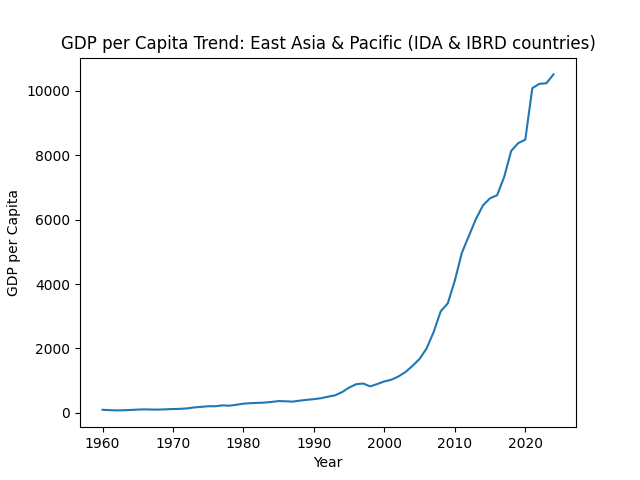 GDP per Capita Trend: East Asia & Pacific (IDA & IBRD countries)
10000
8000
6000
4000
2000
0
GDP per Capita
1960 1970 1980 1990 2000 2010 2020
Year